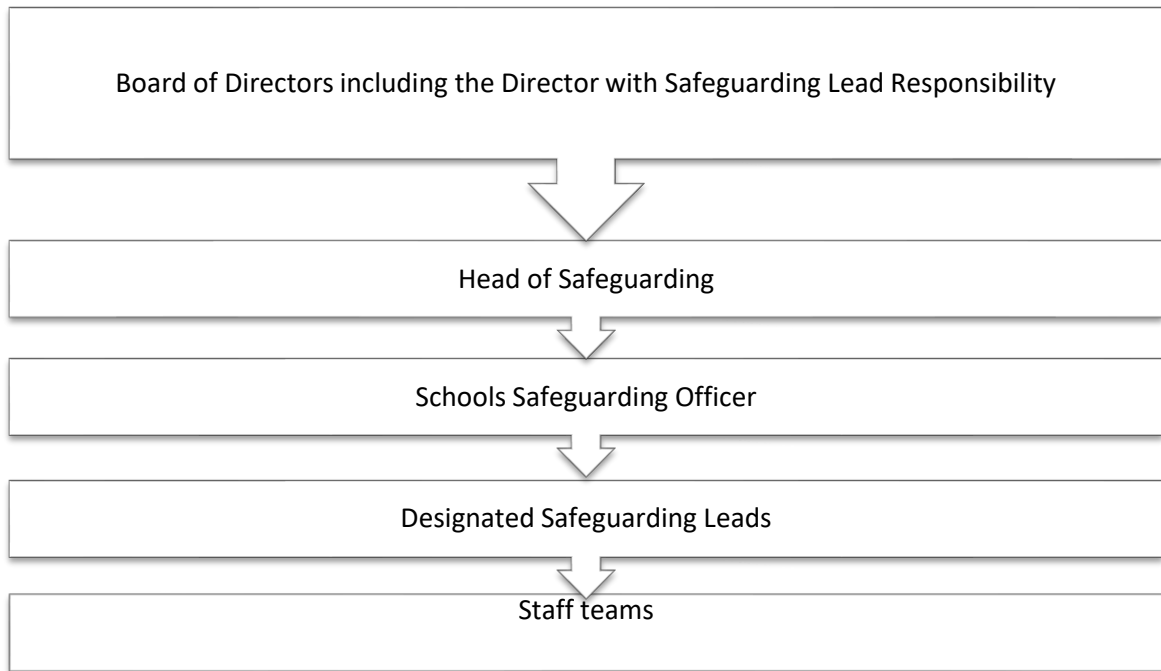 Board of Directors including the Director with Safeguarding Lead Responsibility
Head of Safeguarding
Schools Safeguarding Officer
Designated Safeguarding Leads
Staff teams